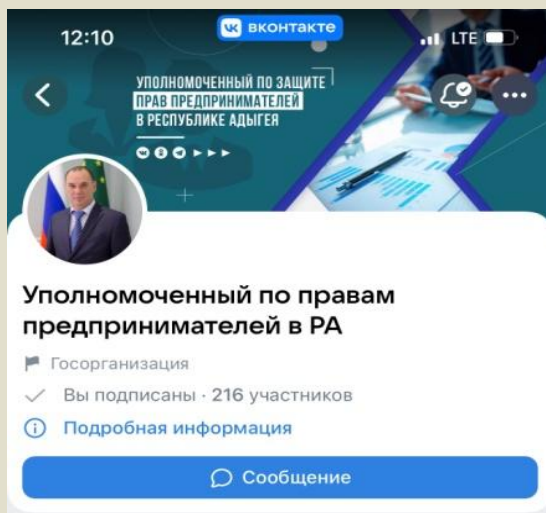 12:10
вконтакте
LTE
УПОЛНОМОЧЕННЫЙ ПО ЗАЩИТЕ
ПРАВ ПРЕДПРИНИМАТЕЛЕЙ
В РЕСПУБЛИКЕ АДЫГЕЯ
Уполномоченный по правам
предпринимателей в РА
Госорганизация
Вы подписаны · 216 участников
Подробная информация
Сообщение